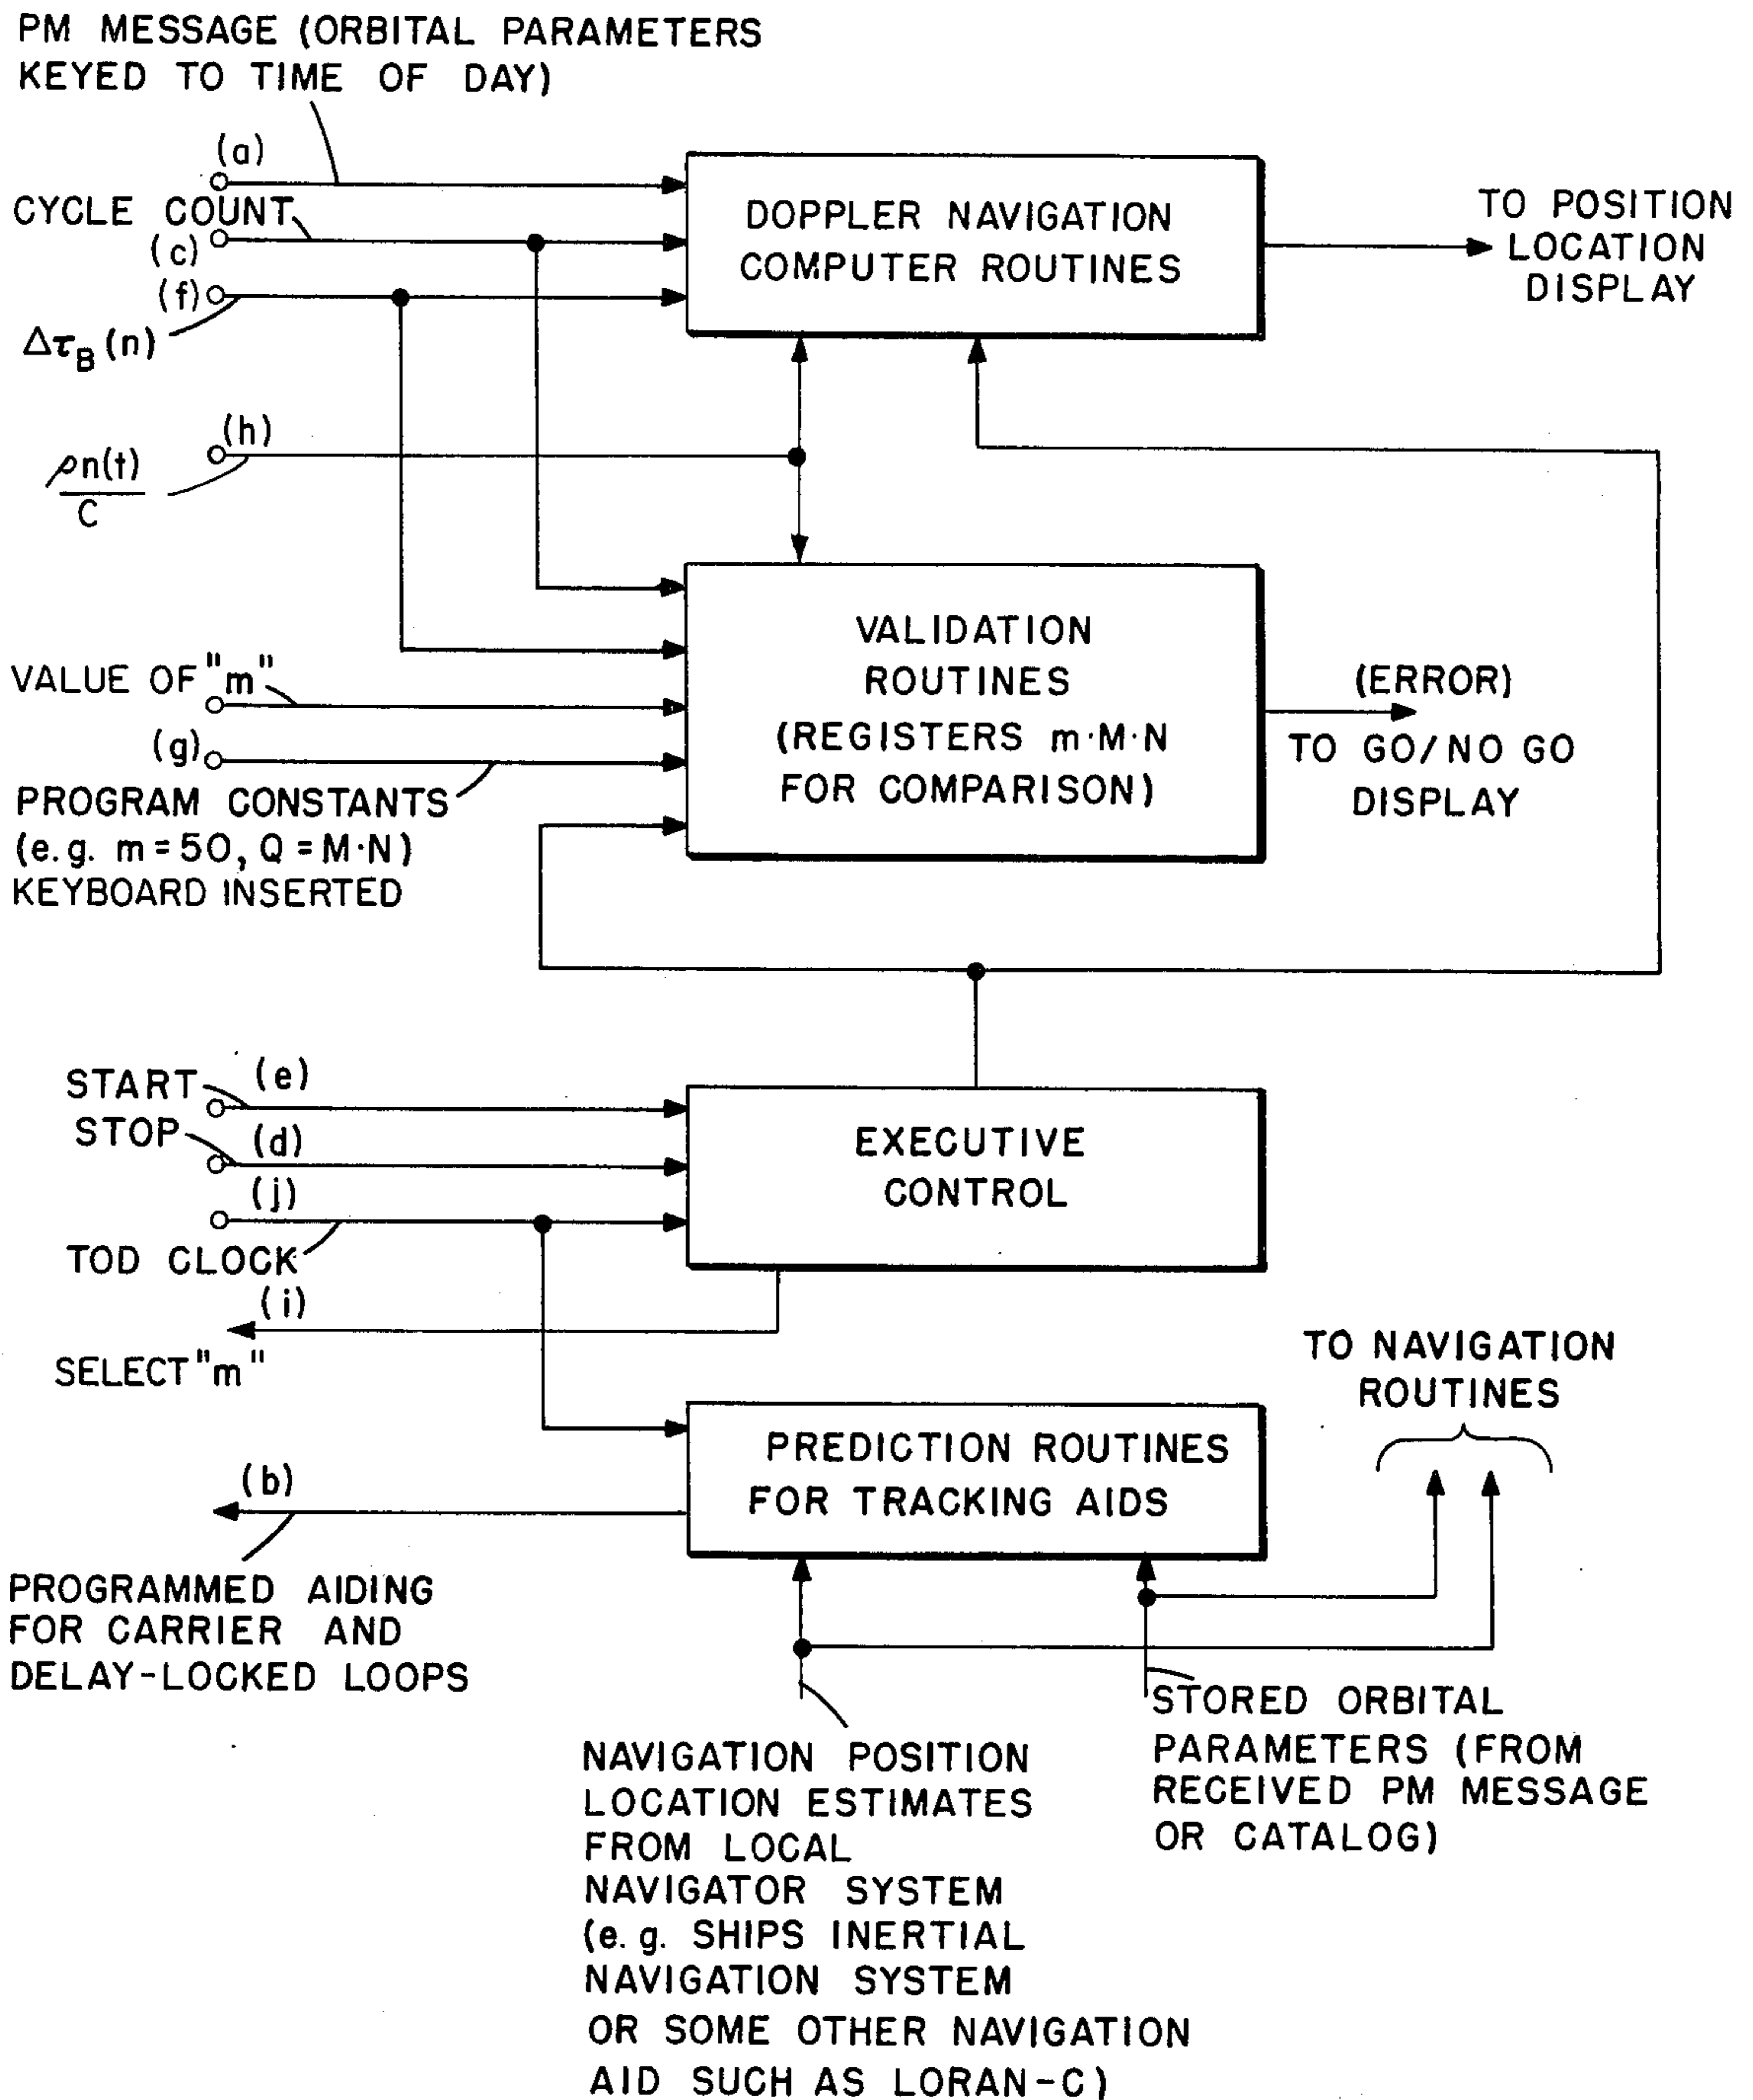 PM MESSAGE (ORBITAL PARAMETERS
KEYED TO TIME OF DAY)
(a)
CYCLE COUNT
(c)
(f)
Δτ_B(n)
DOPPLER NAVIGATION
COMPUTER ROUTINES
TO POSITION
LOCATION
DISPLAY
(h)
ρn(t)
C
VALUE OF "m"
(g)
PROGRAM CONSTANTS
(e.g. m=50, Q=M·N)
KEYBOARD INSERTED
VALIDATION
ROUTINES
(REGISTERS m·M·N
FOR COMPARISON)
(ERROR)
TO GO/NO GO
DISPLAY
START
(e)
STOP
(d)
(j)
TOD CLOCK
(i)
SELECT "m"
EXECUTIVE
CONTROL
TO NAVIGATION
ROUTINES
PREDICTION ROUTINES
FOR TRACKING AIDS
(b)
PROGRAMMED AIDING
FOR CARRIER AND
DELAY-LOCKED LOOPS
NAVIGATION POSITION
LOCATION ESTIMATES
FROM LOCAL
NAVIGATOR SYSTEM
(e.g. SHIPS INERTIAL
NAVIGATION SYSTEM
OR SOME OTHER NAVIGATION
AID SUCH AS LORAN-C)
STORED ORBITAL
PARAMETERS (FROM
RECEIVED PM MESSAGE
OR CATALOG)